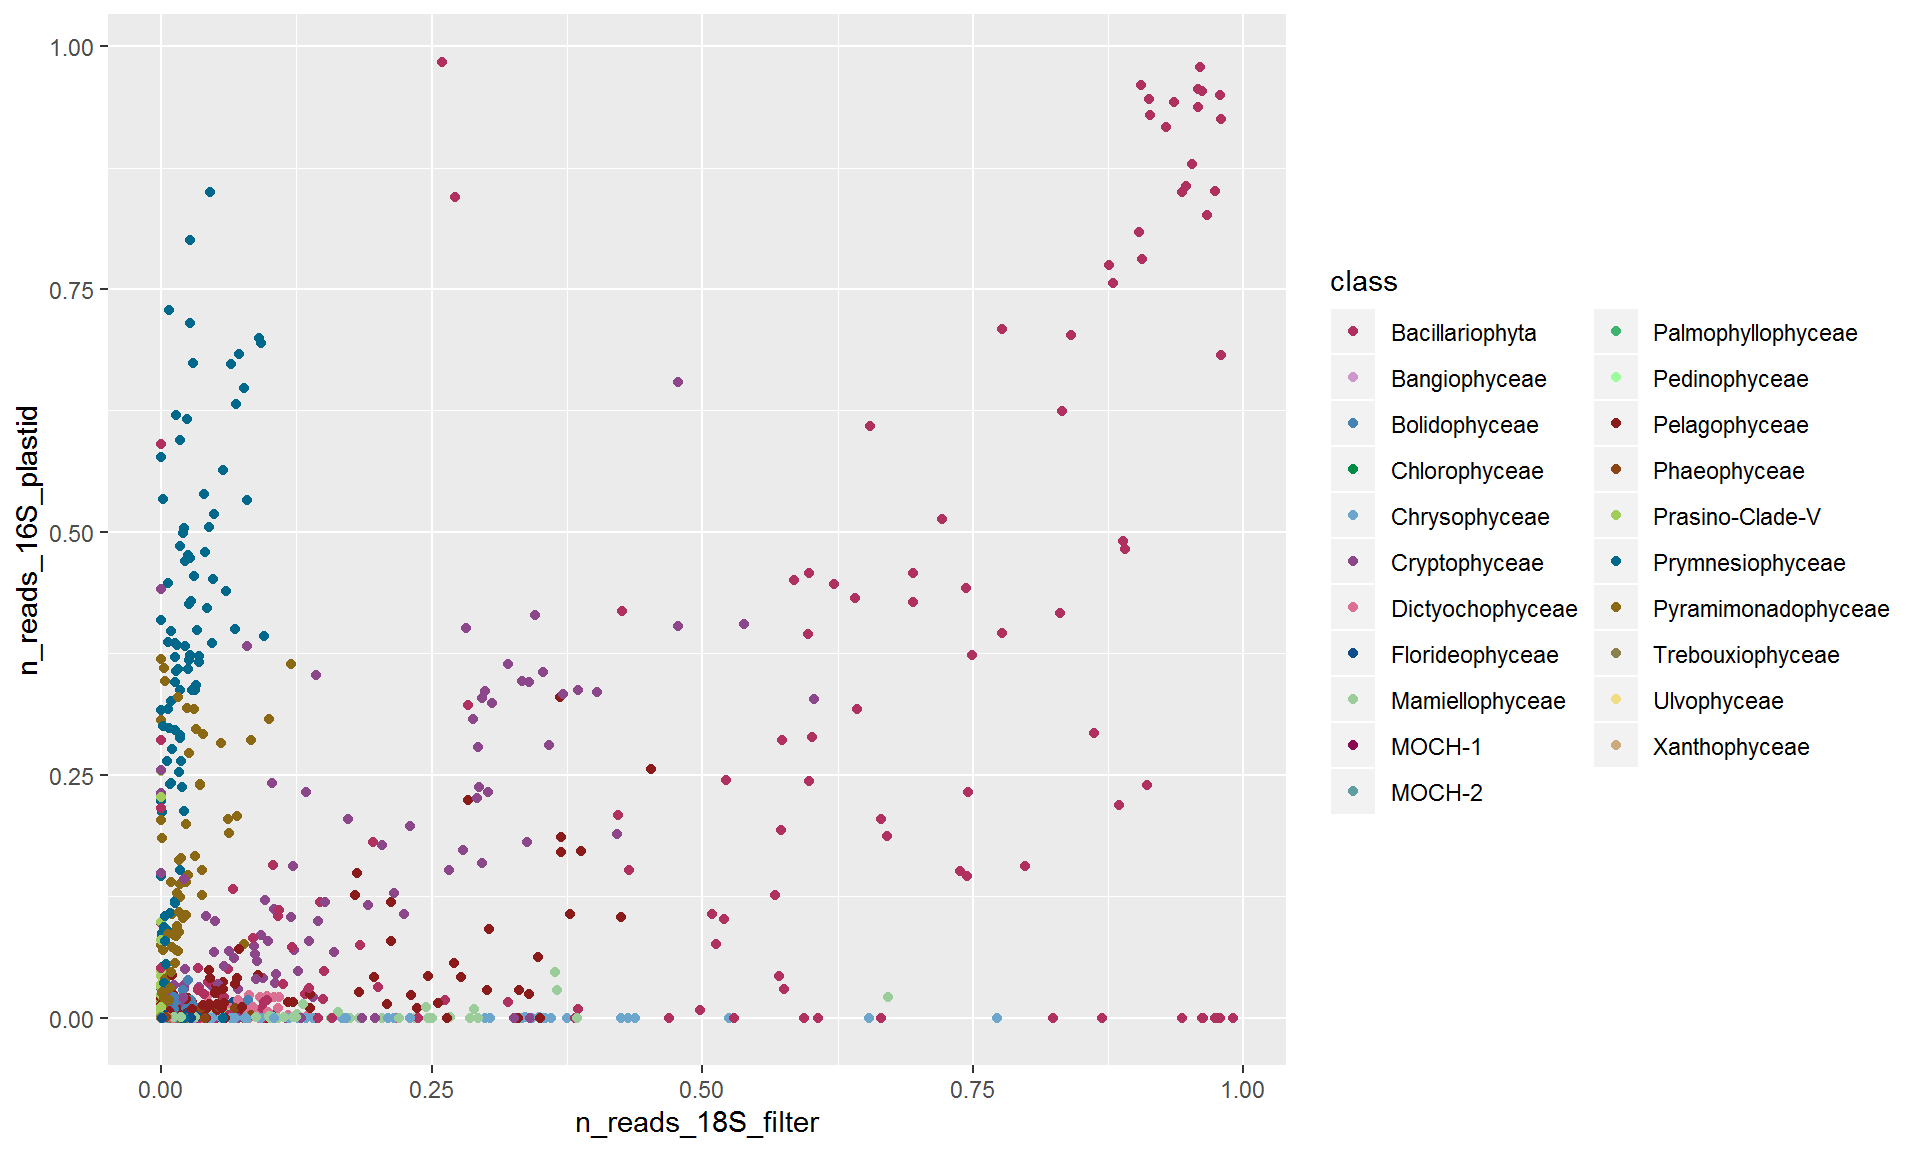 1.00
0.75
0.50
0.25
0.00
n_reads_16S_plastid
0.00
0.25
0.50
0.75
1.00
n_reads_18S_filter
class
Bacillariophyta
Bangiophyceae
Bolidophyceae
Chlorophyceae
Chrysophyceae
Cryptophyceae
Dictyochophyceae
Florideophyceae
Mamiellophyceae
MOCH-1
MOCH-2
Palmophyllophyceae
Pedinophyceae
Pelagophyceae
Phaeophyceae
Prasino-Clade-V
Prymnesiophyceae
Pyramimonadophyceae
Trebouxiophyceae
Ulvophyceae
Xanthophyceae